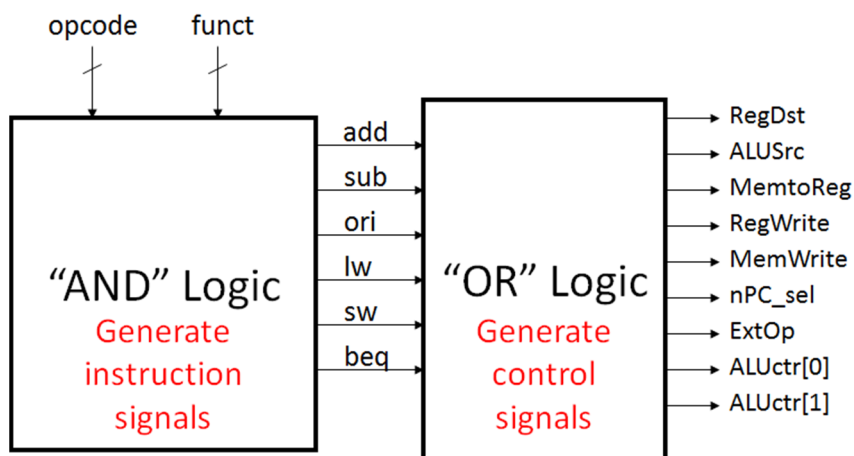 opcode funct
add
sub
ori
lw
sw
beq
“AND” Logic
Generate
instruction
signals
“OR” Logic
Generate
control
signals
RegDst
ALUSrc
MemtoReg
RegWrite
MemWrite
nPC_sel
ExtOp
ALUctr[0]
ALUctr[1]